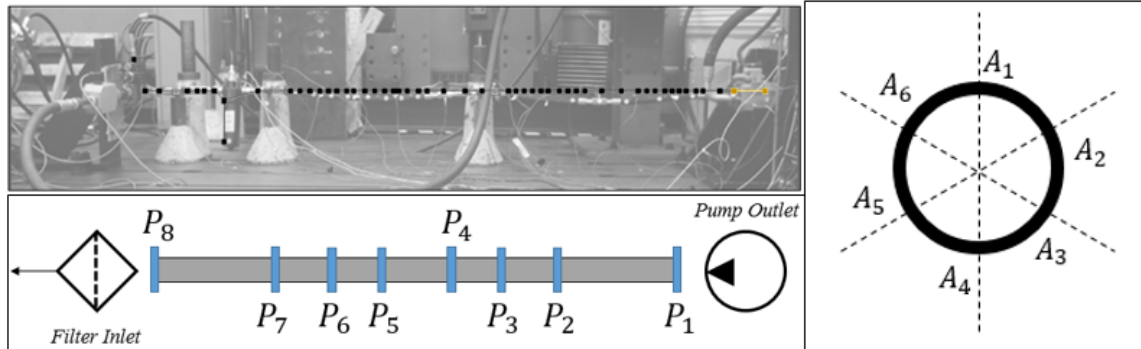 P₈
P₄
Pump Outlet
Filter Inlet
P₇
P₆
P₅
P₃
P₂
P₁
A₁
A₂
A₃
A₄
A₅
A₆